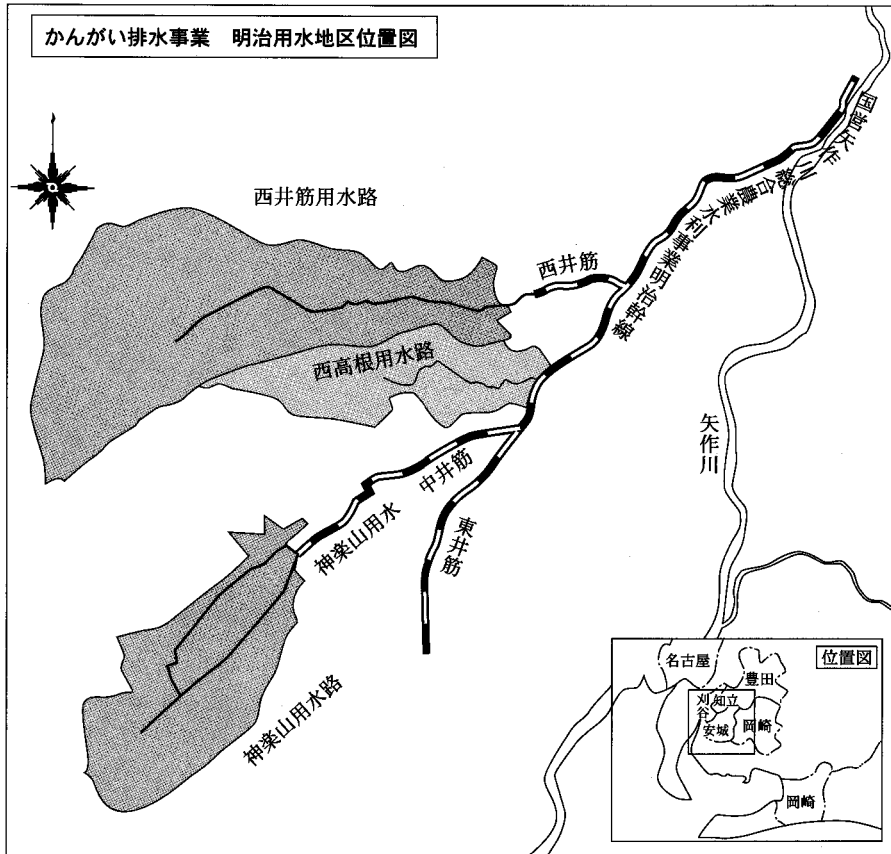 かんがい排水事業 明治用水地区位置図
国営矢作川総合農業水利事業明治幹線
西井筋用水路
西井筋
西高根用水路
矢作川
中井筋
神楽山用水
東井筋
神楽山用水路
位置図
名古屋
豊田
刈谷
知立
安城
岡崎
岡崎